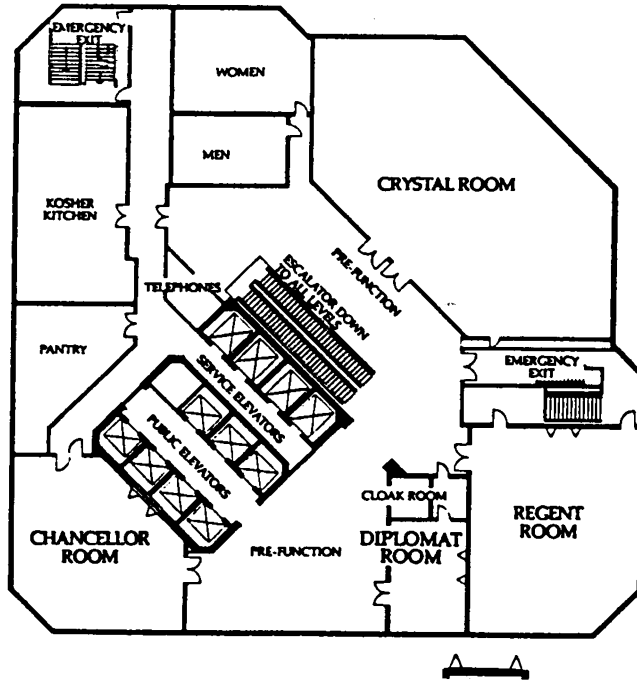 EMERGENCY
EXIT
WOMEN
MEN
CRYSTAL ROOM
KOSHER
KITCHEN
PRE-FUNCTION
ESCALATOR DOWN
TO ALL LEVELS
TELEPHONES
PANTRY
SERVICE ELEVATORS
EMERGENCY
EXIT
PUBLIC ELEVATORS
CLOAK ROOM
CHANCELLOR
ROOM
PRE-FUNCTION
DIPLOMAT
ROOM
REGENT
ROOM